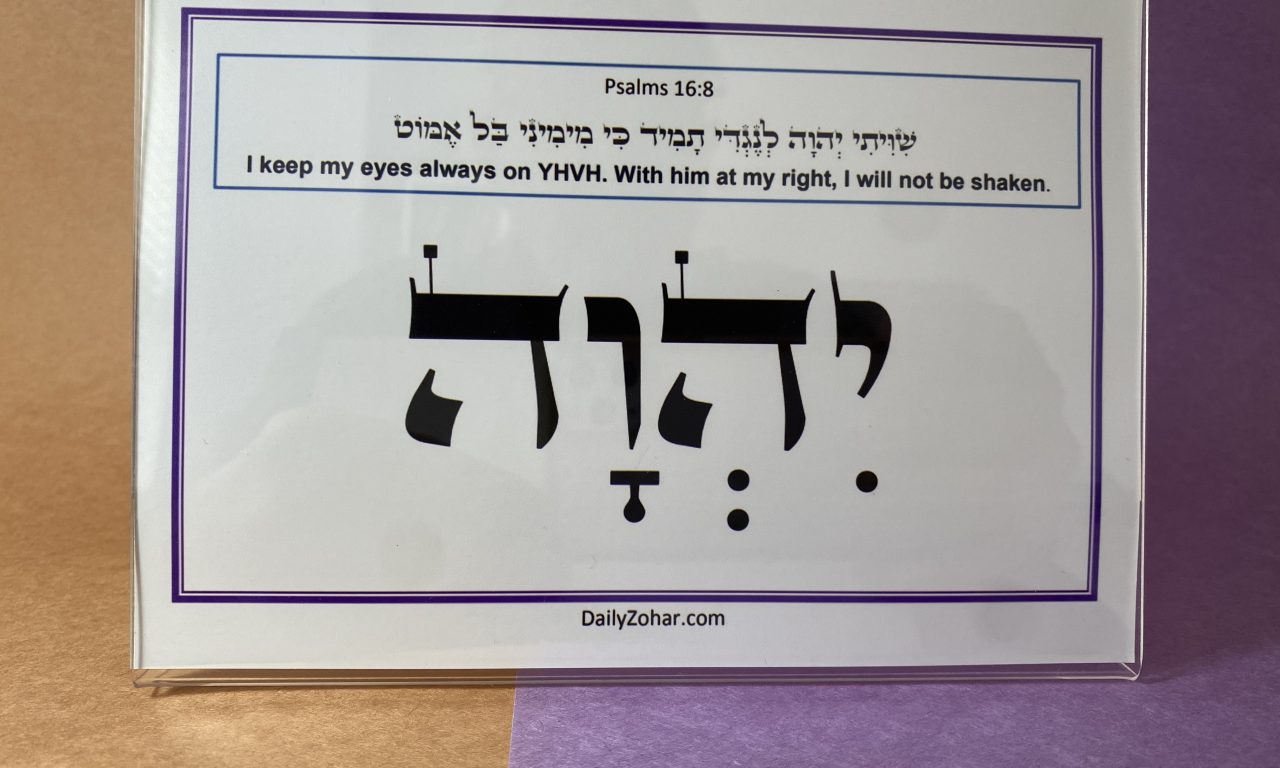 Psalms 16:8
שִׁוִּיתִי יְהוָה לְנֶגְדִּי תָמִיד כִּי מִימִינִי בַּל אֶמּוֹט
I keep my eyes always on YHVH. With him at my right, I will not be shaken.
יִהְוָה
DailyZohar.com